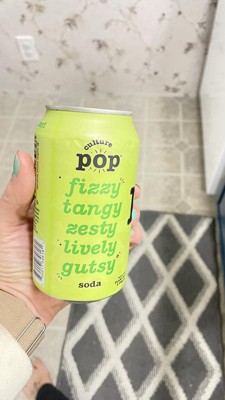 culture
pop
fizzy
tangy
zesty
lively
gutsy
soda